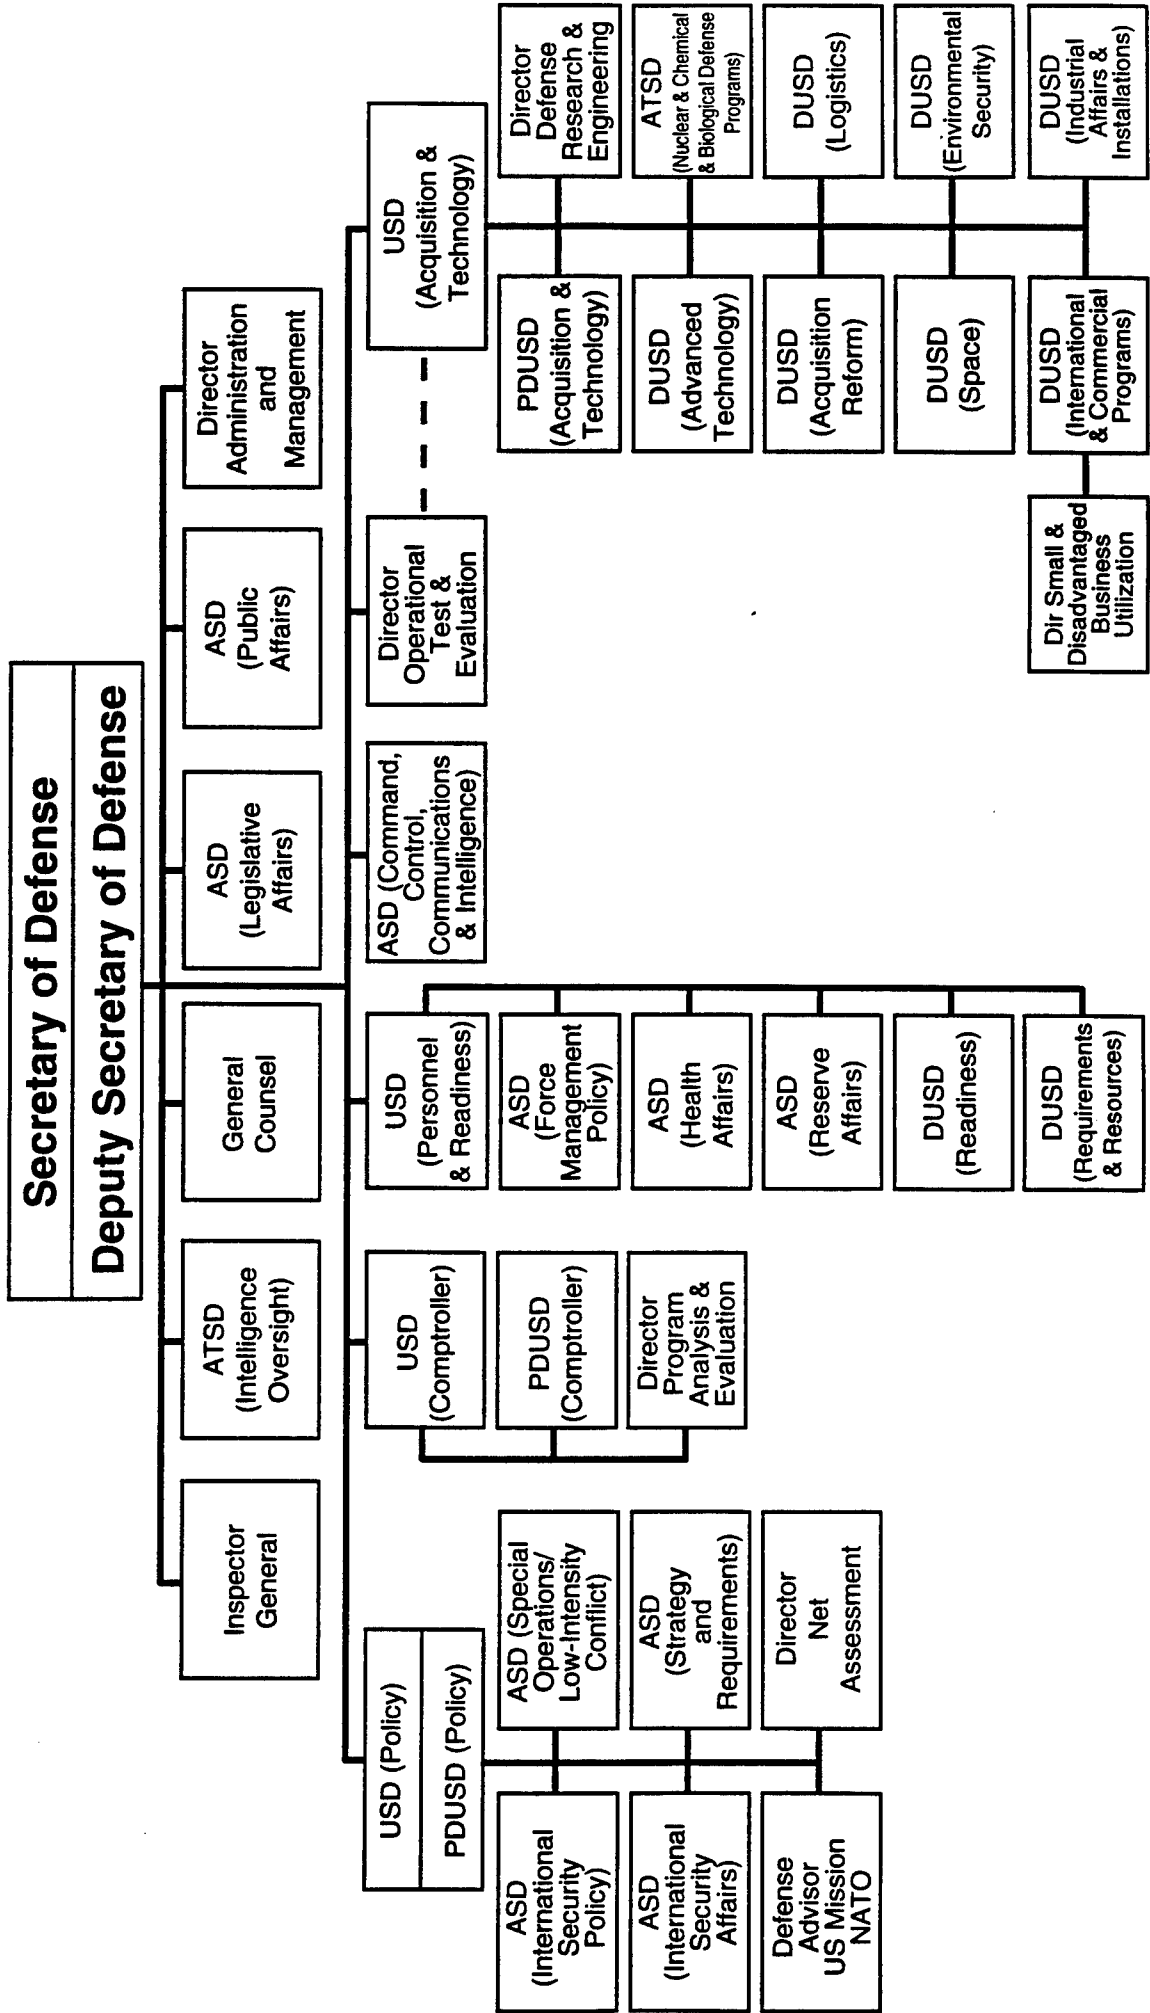 Secretary of Defense
Deputy Secretary of Defense
Inspector
General
ATSD
(Intelligence
Oversight)
General
Counsel
ASD
(Legislative
Affairs)
ASD
(Public
Affairs)
Director
Administration
and
Management
USD (Policy)
PDUSD (Policy)
ASD
(International
Security
Policy)
ASD (Special
Operations/
Low-Intensity
Conflict)
ASD
(International
Security
Affairs)
ASD
(Strategy
and
Requirements)
Defense
Advisor
US Mission
NATO
Director
Net
Assessment
USD
(Comptroller)
PDUSD
(Comptroller)
Director
Program
Analysis &
Evaluation
USD
(Personnel
& Readiness)
ASD
(Force
Management
Policy)
ASD
(Health
Affairs)
ASD
(Reserve
Affairs)
DUSD
(Readiness)
DUSD
(Requirements
& Resources)
ASD (Command,
Control,
Communications
& Intelligence)
Director
Operational
Test &
Evaluation
USD
(Acquisition &
Technology)
PDUSD
(Acquisition &
Technology)
Director
Defense
Research &
Engineering
DUSD
(Advanced
Technology)
ATSD
(Nuclear & Chemical
& Biological Defense
Programs)
DUSD
(Acquisition
Reform)
DUSD
(Logistics)
DUSD
(Space)
DUSD
(Environmental
Security)
Dir Small &
Disadvantaged
Business
Utilization
DUSD
(International
& Commercial
Programs)
DUSD
(Industrial
Affairs &
Installations)